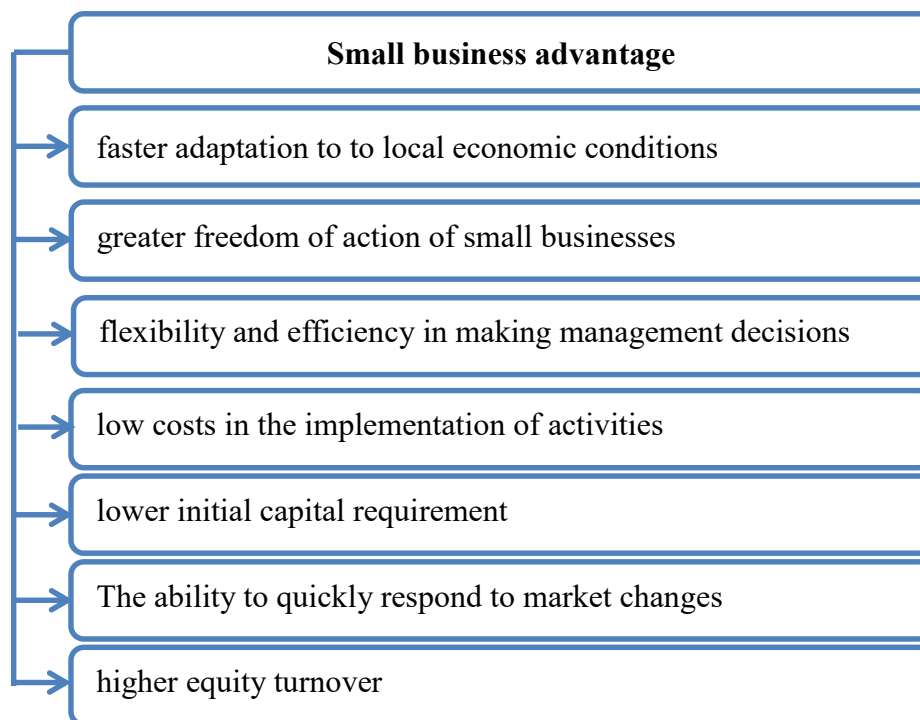 Small business advantage
faster adaptation to to local economic conditions
greater freedom of action of small businesses
flexibility and efficiency in making management decisions
low costs in the implementation of activities
lower initial capital requirement
The ability to quickly respond to market changes
higher equity turnover